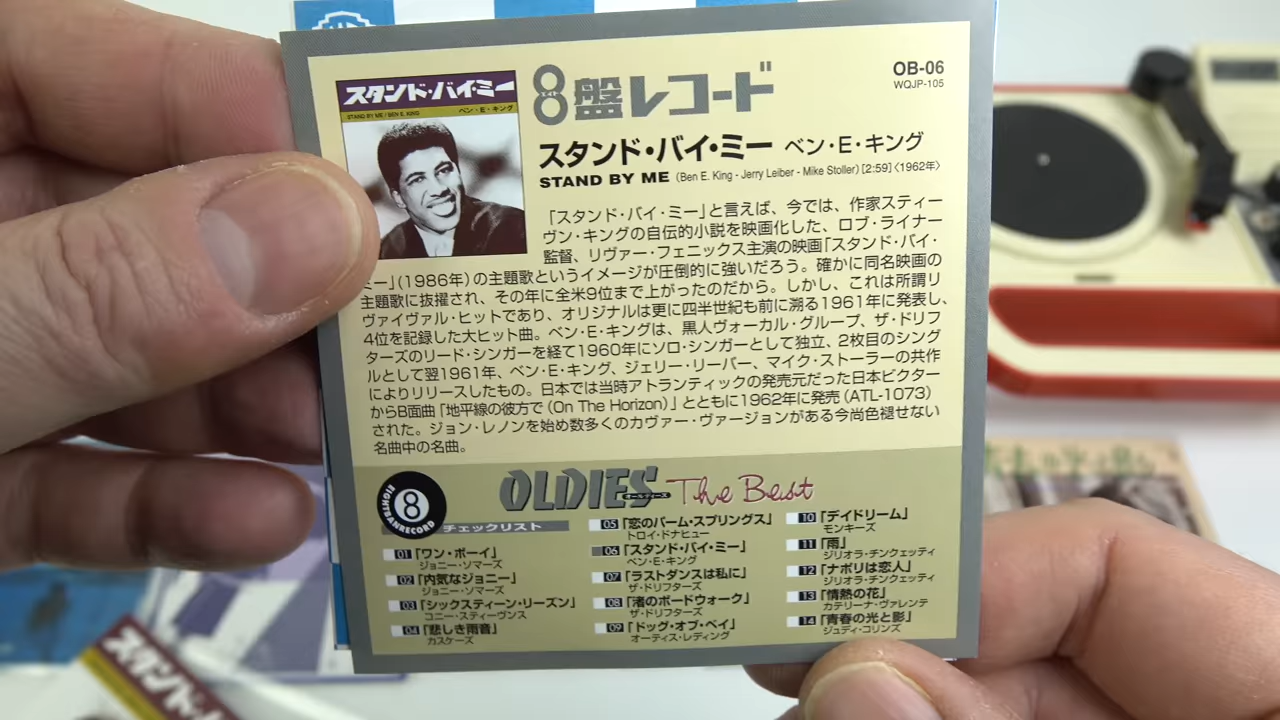 スタンド・バイ・ミー
STAND BY ME / BEN E. KING
ベン・E・キング
8盤レコード
エイト
OB-06
WQJP-105
スタンド・バイ・ミー ベン・E・キング
STAND BY ME (Ben E. King - Jerry Leiber - Mike Stoller) [2:59]〈1962年〉
「スタンド・バイ・ミー」と言えば、今では、作家スティー
ヴン・キングの自伝的小説を映画化した、ロブ・ライナー
監督、リヴァー・フェニックス主演の映画「スタンド・バイ・
ミー」(1986年)の主題歌というイメージが圧倒的に強いだろう。確かに同名映画の
主題歌に抜擢され、その年に全米9位まで上がったのだから。しかし、これは所謂リ
ヴァイヴァル・ヒットであり、オリジナルは更に四半世紀も前に溯る1961年に発表し、
4位を記録した大ヒット曲。ベン・E・キングは、黒人ヴォーカル・グループ、ザ・ドリフ
ターズのリード・シンガーを経て1960年にソロ・シンガーとして独立、2枚目のシング
ルとして翌1961年、ベン・E・キング、ジェリー・リーバー、マイク・ストーラーの共作
によりリリースしたもの。日本では当時アトランティックの発売元だった日本ビクター
からB面曲「地平線の彼方で(On The Horizon)」とともに1962年に発売(ATL-1073)
された。ジョン・レノンを始め数多くのカヴァー・ヴァージョンがある今尚色褪せない
名曲中の名曲。
OLDIES The Best
オールディーズ
8
EIGHTBANRECORD
チェックリスト
01「ワン・ボーイ」
ジョニー・ソマーズ
02「内気なジョニー」
ジョニー・ソマーズ
03「シックスティーン・リーズン」
コニー・スティーヴンス
04「悲しき雨音」
カスケーズ
05「恋のパーム・スプリングス」
トロイ・ドナヒュー
06「スタンド・バイ・ミー」
ベン・E・キング
07「ラストダンスは私に」
ザ・ドリフターズ
08「渚のボードウォーク」
ザ・ドリフターズ
09「ドック・オブ・ベイ」
オーティス・レディング
10「デイドリーム」
モンキーズ
11「雨」
ジリオラ・チンクェッティ
12「ナポリは恋人」
ジリオラ・チンクェッティ
13「情熱の花」
カテリーナ・ヴァレンテ
14「青春の光と影」
ジュディ・コリンズ
スタンド・バ